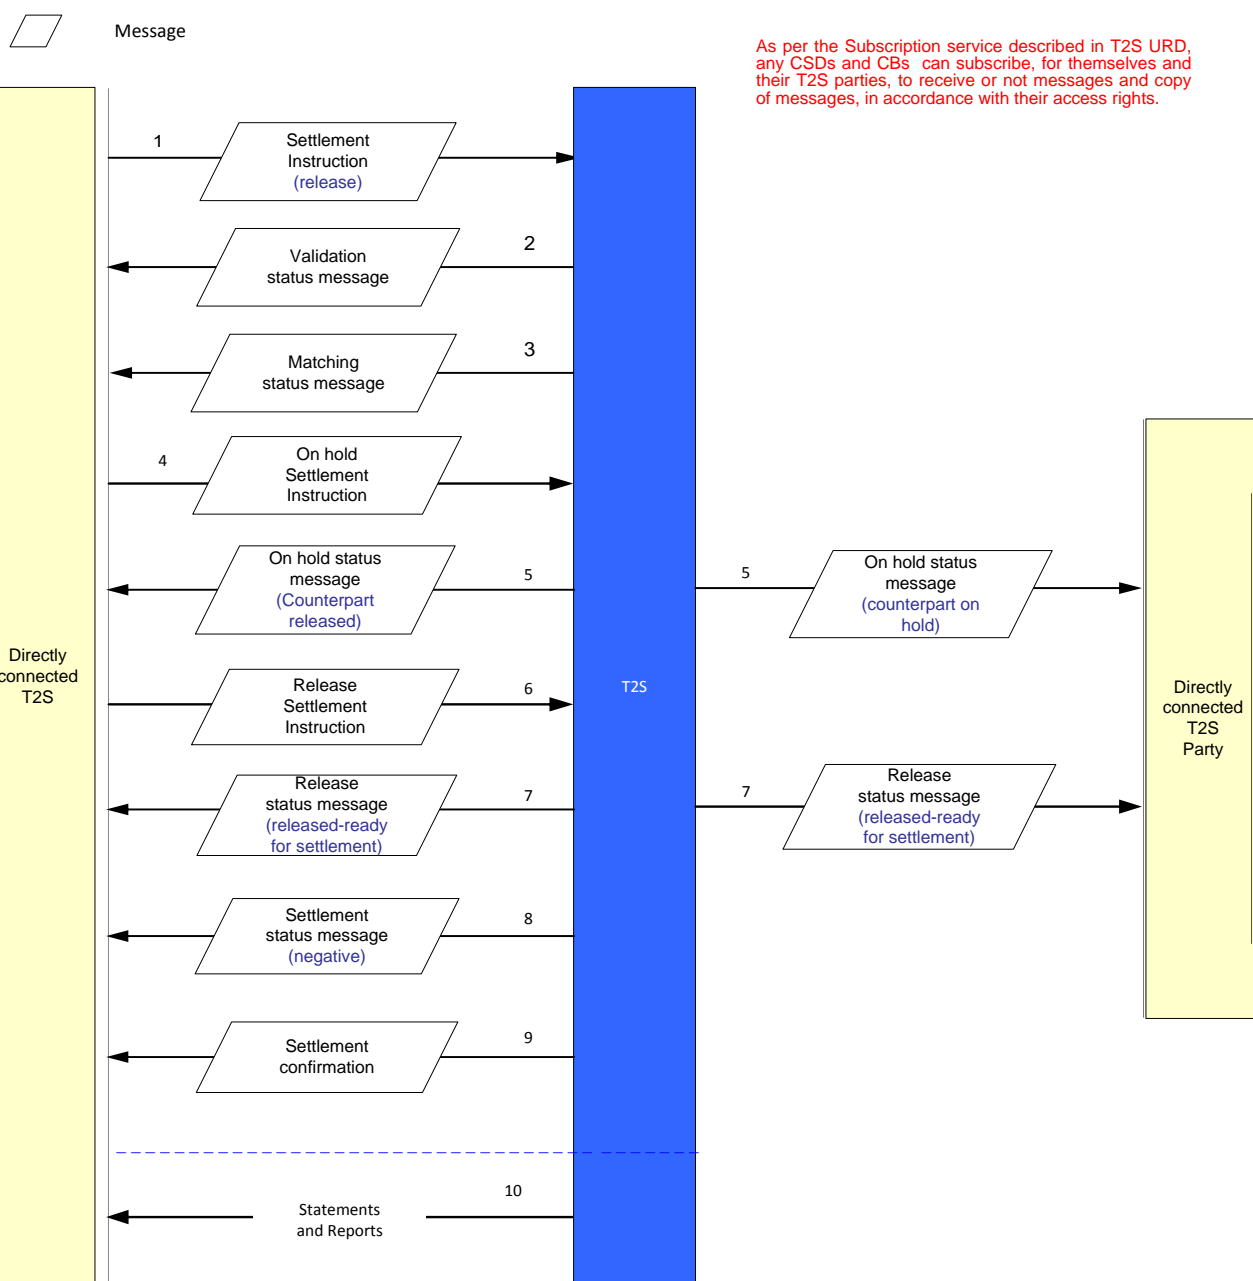 Message
As per the Subscription service described in T2S URD,
any CSDs and CBs can subscribe, for themselves and
their T2S parties, to receive or not messages and copy
of messages, in accordance with their access rights.
1
Settlement
Instruction
(release)
2
Validation
status message
3
Matching
status message
4
On hold
Settlement
Instruction
On hold status
message
(Counterpart
released)
5
5
On hold status
message
(counterpart on
hold)
Directly
connected
T2S
Release
Settlement
Instruction
6
T2S
Directly
connected
T2S
Party
Release
status message
(released-ready
for settlement)
7
7
Release
status message
(released-ready
for settlement)
Settlement
status message
(negative)
8
Settlement
confirmation
9
10
Statements
and Reports